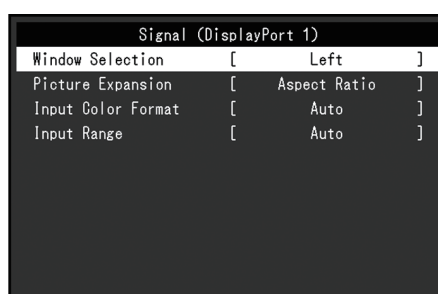 Signal (DisplayPort 1)
Window Selection [ Left ]
Picture Expansion [ Aspect Ratio ]
Input Color Format [ Auto ]
Input Range [ Auto ]